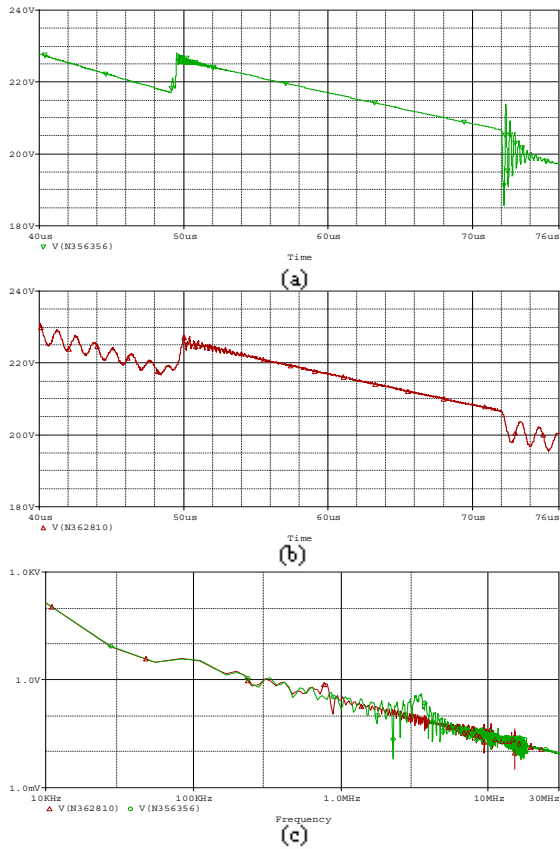 240V
220V
200V
180V
40us 50us 60us 70us 76us
V(N356356)
Time
(a)
240V
220V
200V
180V
40us 50us 60us 70us 76us
V(N362810)
Time
(b)
1.0KV
1.0V
1.0mV
10KHz 100KHz 1.0MHz 10MHz 30MHz
V(N362810) V(N356356)
Frequency
(c)